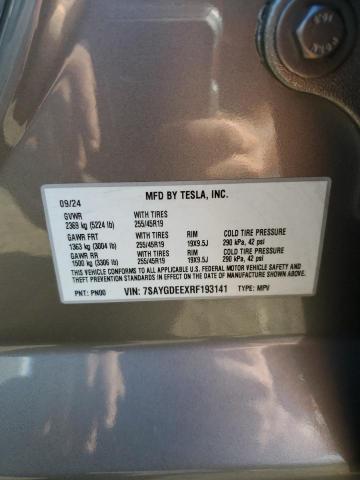 MFD BY TESLA, INC.
09/24
GVWR WITH TIRES
2369 kg (5224 lb) 255/45R19
GAWR FRT WITH TIRES RIM COLD TIRE PRESSURE
1363 kg (3004 lb) 255/45R19 19X9.5J 290 kPa, 42 psi
GAWR RR WITH TIRES RIM COLD TIRE PRESSURE
1500 kg (3306 lb) 255/45R19 19X9.5J 290 kPa, 42 psi
THIS VEHICLE CONFORMS TO ALL APPLICABLE U.S. FEDERAL MOTOR VEHICLE SAFETY AND
THEFT PREVENTION STANDARDS IN EFFECT ON THE DATE OF MANUFACTURE SHOWN ABOVE.
PNT: PN00 VIN: 7SAYGDEEXRF193141 TYPE: MPV